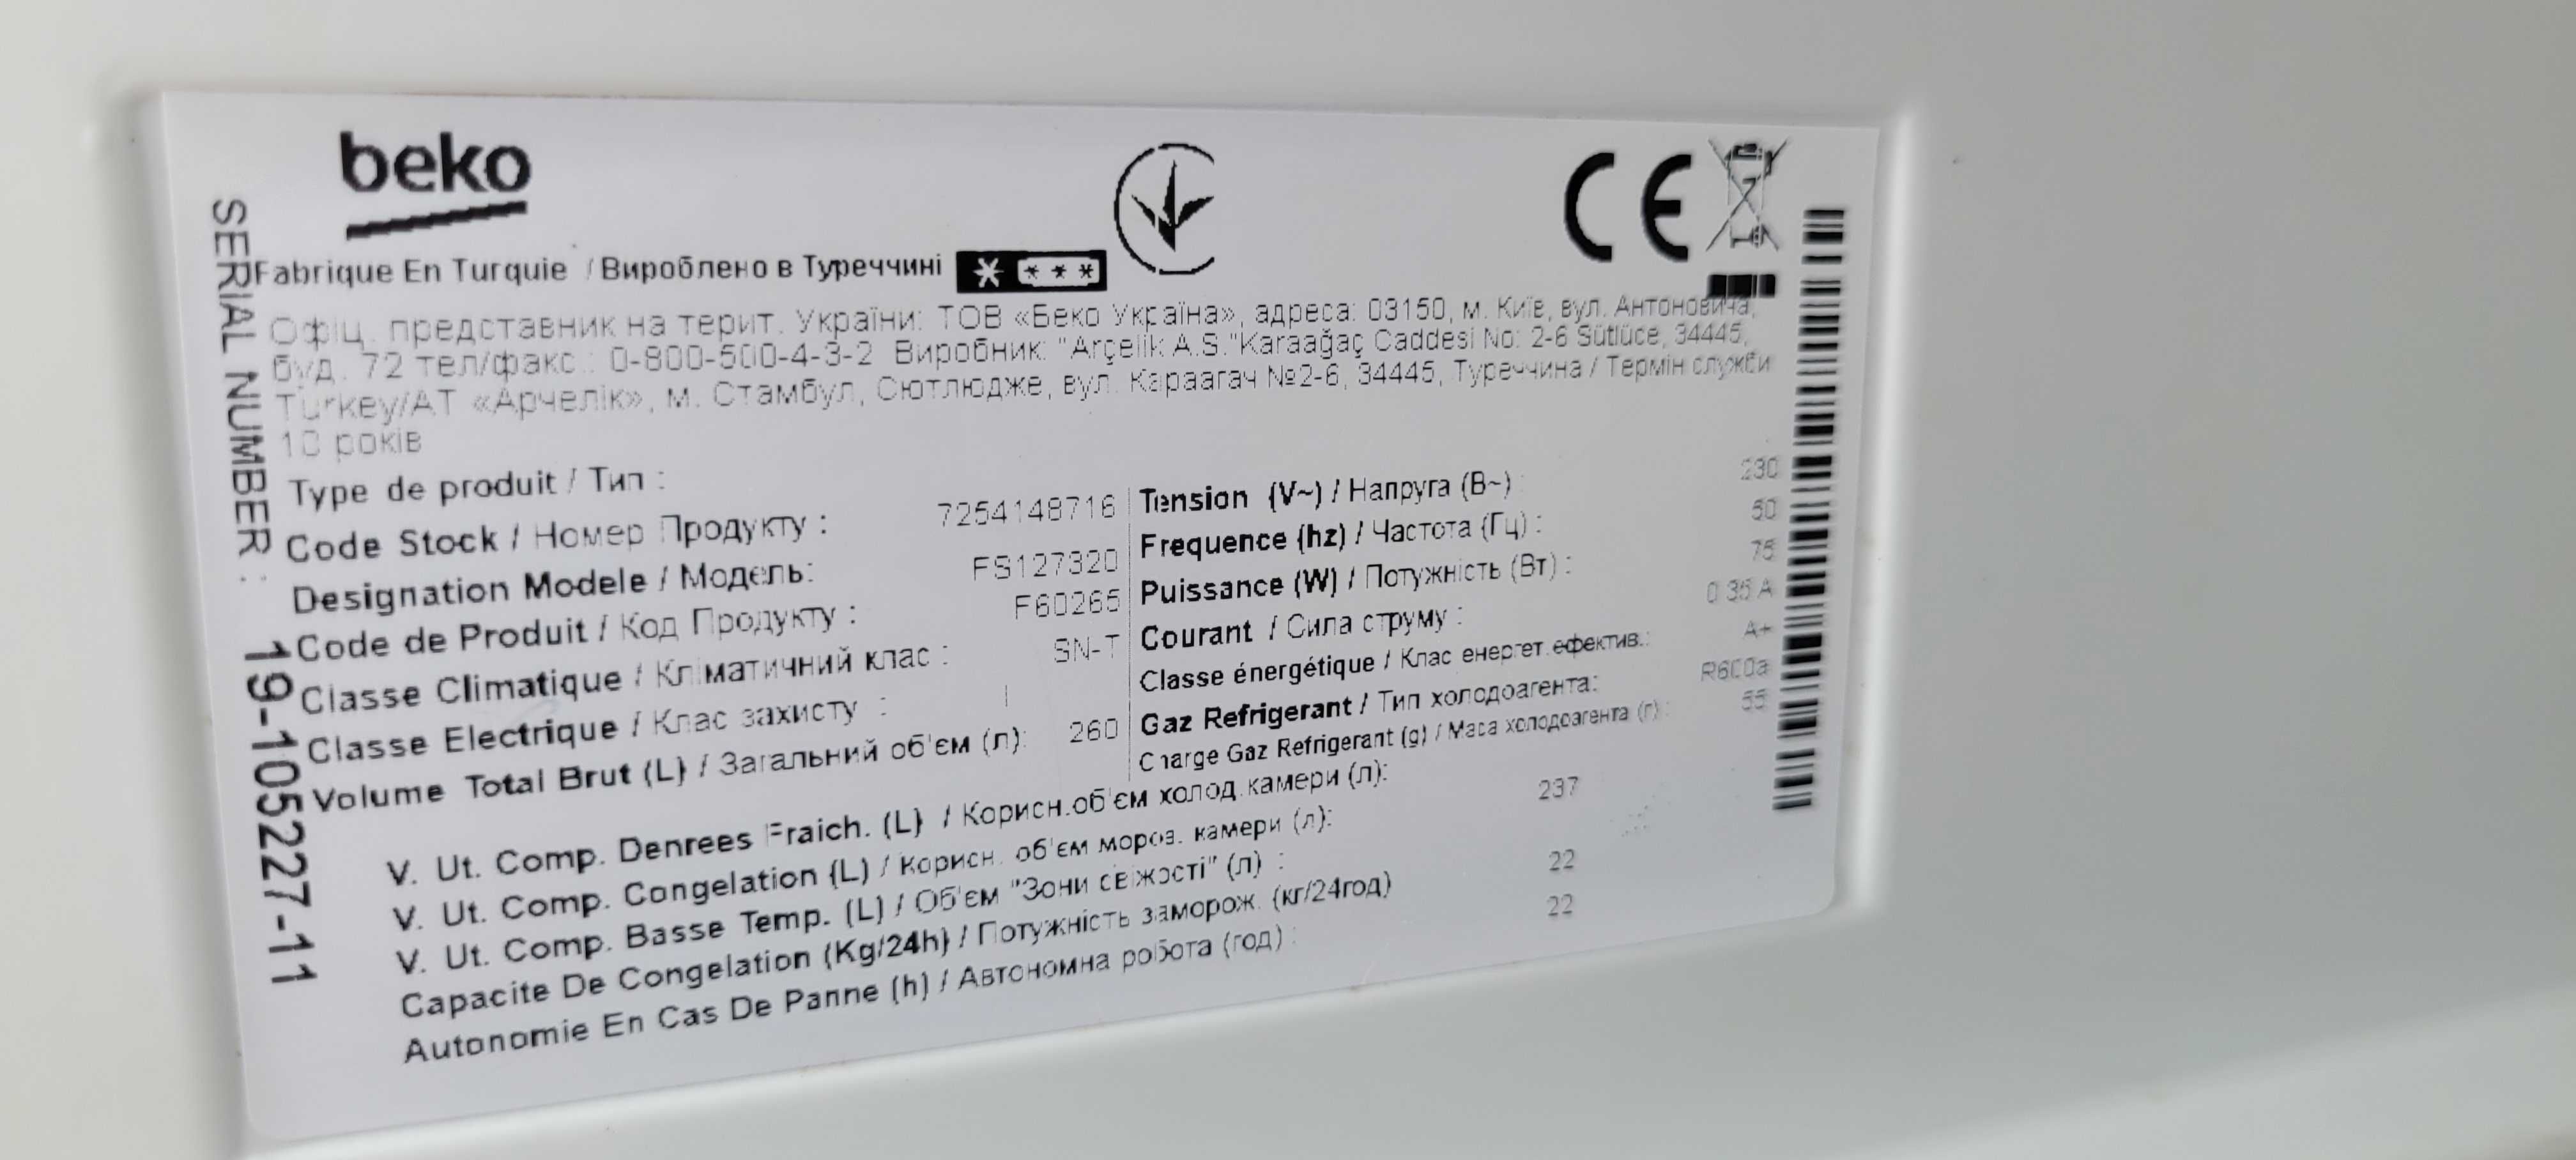 beko
Fabrique En Turquie / Вироблено в Туреччині
CE
Офіц. представник на терит. України: ТОВ «Беко Україна», адреса: 03150, м. Київ, вул. Антоновича,
буд. 72 тел/факс.: 0-800-500-4-3-2 Виробник: "Arçelik A.S."Karaağaç Caddesi No: 2-6 Sütlüce, 34445,
Turkey/АТ «Арчелік», м. Стамбул, Сютлюдже, вул. Караагач №2-6, 34445, Туреччина / Термін служби
10 років
Type de produit / Тип :
Code Stock / Номер Продукту : 7254148716
Designation Modele / Модель: FS127320
Code de Produit / Код Продукту : F60265
Classe Climatique / Кліматичний клас : SN-T
Classe Electrique / Клас захисту : I
Volume Total Brut (L) / Загальний об'єм (л): 260
Tension (V~) / Напруга (В~) : 230
Frequence (hz) / Частота (Гц) : 50
Puissance (W) / Потужність (Вт) : 75
Courant / Сила струму : 0.35 A
Classe énergétique / Клас енергет.ефектив.: A+
Gaz Refrigerant / Тип холодоагента: R600a
Charge Gaz Refrigerant (g) / Маса холодоагента (г): 55
V. Ut. Comp. Denrees Fraich. (L) / Корисн.об'єм холод.камери (л): 237
V. Ut. Comp. Congelation (L) / Корисн. об'єм мороз. камери (л):
V. Ut. Comp. Basse Temp. (L) / Об'єм "Зони свіжості" (л) : 22
Capacite De Congelation (Kg/24h) / Потужність заморож. (кг/24год) 22
Autonomie En Cas De Panne (h) / Автономна робота (год) :
SERIAL NUMBER : 19-105227-11